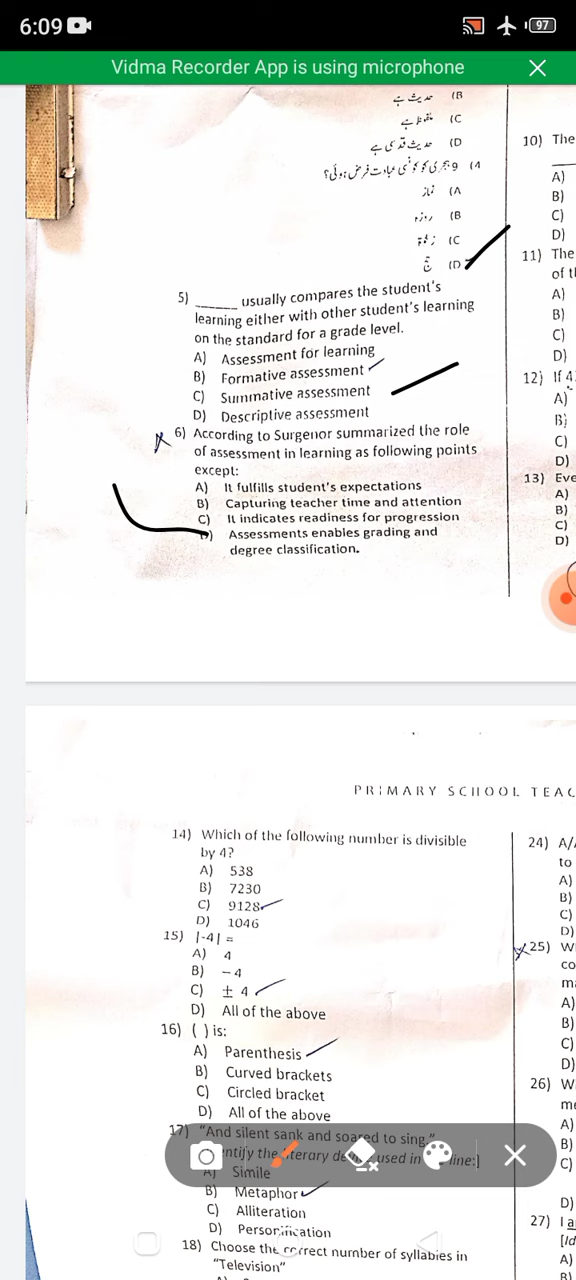 6:09
97
Vidma Recorder App is using microphone
B) حدیث ہے
C)
D) حدیث قدسی ہے
4) 9 ہجری کو کونسی عبادت فرض ہوئی؟
A) نماز
B) روزہ
C) زکوٰۃ
D) حج
5) ______ usually compares the student's
learning either with other student's learning
on the standard for a grade level.
A) Assessment for learning
B) Formative assessment
C) Summative assessment
D) Descriptive assessment
6) According to Surgenor summarized the role
of assessment in learning as following points
except:
A) It fulfills student's expectations
B) Capturing teacher time and attention
C) It indicates readiness for progression
D) Assessments enables grading and
degree classification.
10) The
A)
B)
C)
D)
11) The
of th
A)
B)
C)
D)
12) If 4
A)
B)
C)
D)
13) Eve
A)
B)
C)
D)
PRIMARY SCHOOL TEAC
14) Which of the following number is divisible
by 4?
A) 538
B) 7230
C) 9128
D) 1046
15) |-4| =
A) 4
B) – 4
C) ± 4
D) All of the above
16) ( ) is:
A) Parenthesis
B) Curved brackets
C) Circled bracket
D) All of the above
17) "And silent sank and soared to sing."
used in line:]
A) Simile
B) Metaphor
C) Alliteration
D) Personification
18) Choose the correct number of syllabies in
"Television"
24) A/
to
A)
B)
C)
D)
25) W
co
ma
A)
B)
C)
D)
26) W
me
A)
B)
C)
D)
27) I a
[Id
A)